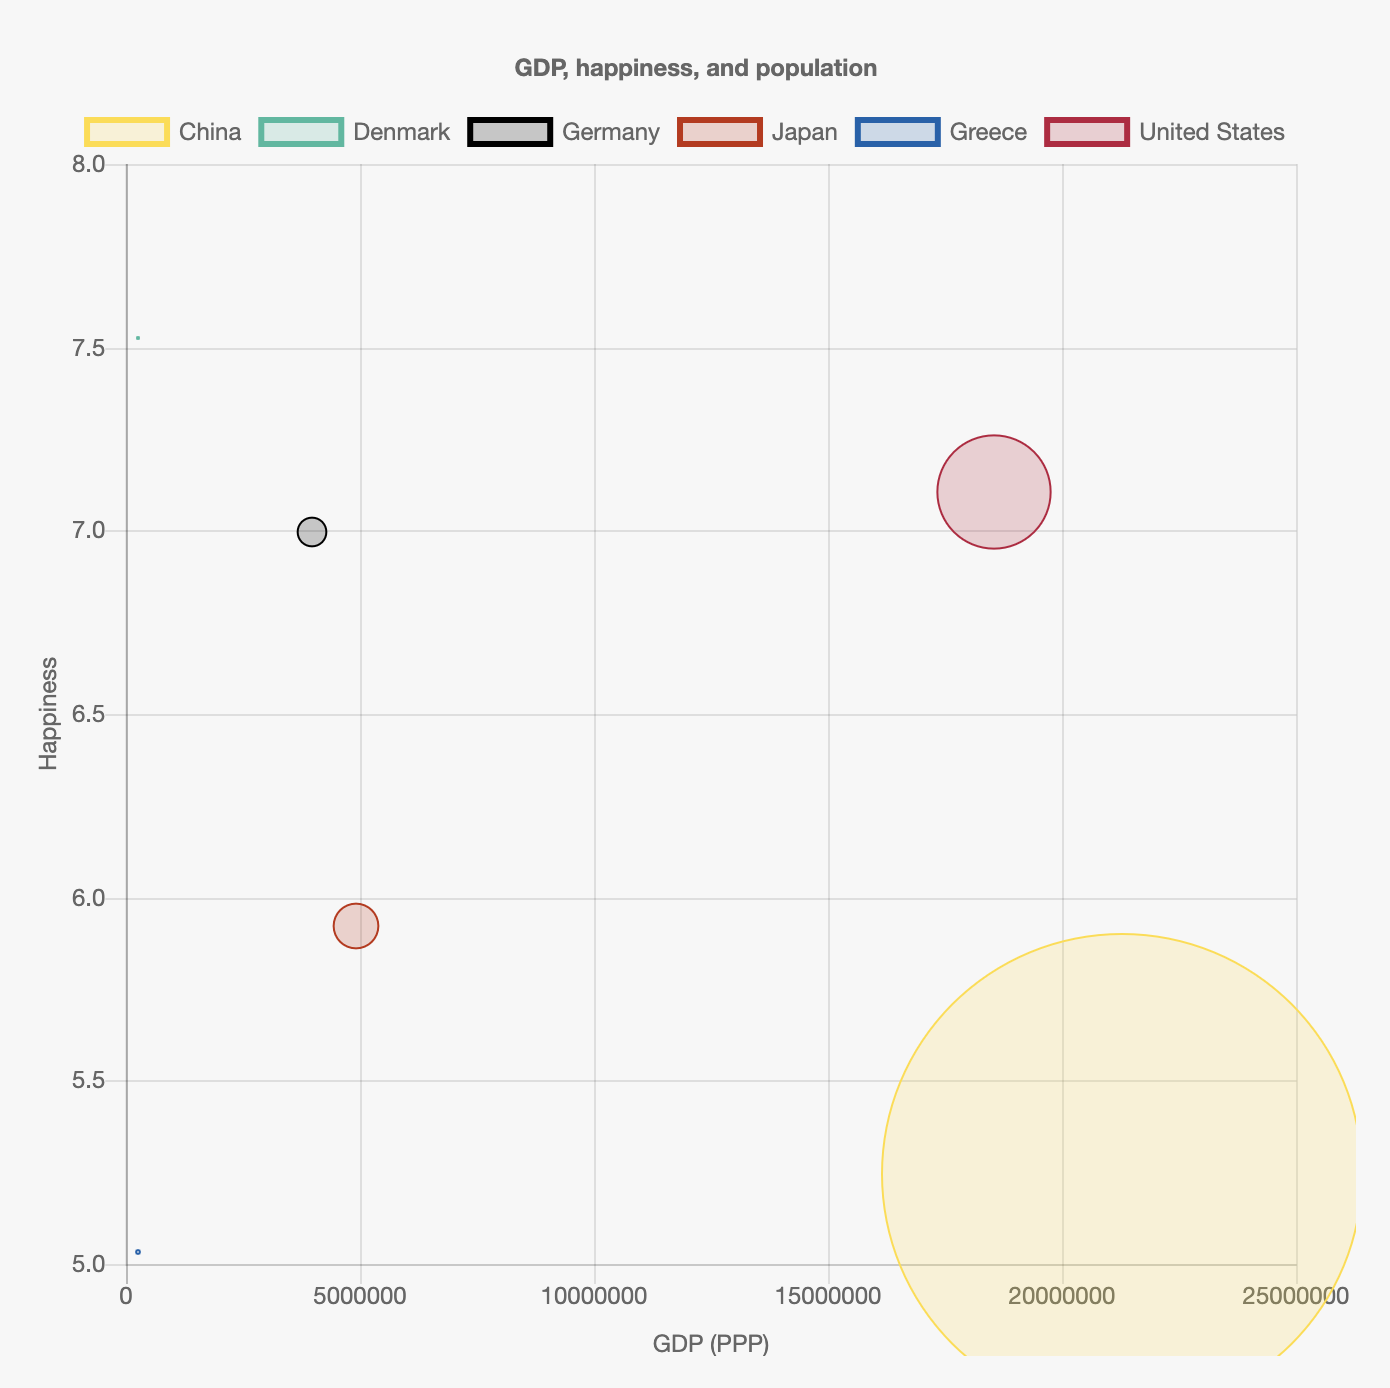 GDP, happiness, and population
China Denmark Germany Japan Greece United States
8.0
7.5
7.0
6.5
6.0
5.5
5.0
Happiness
0 5000000 10000000 15000000 20000000 25000000
GDP (PPP)